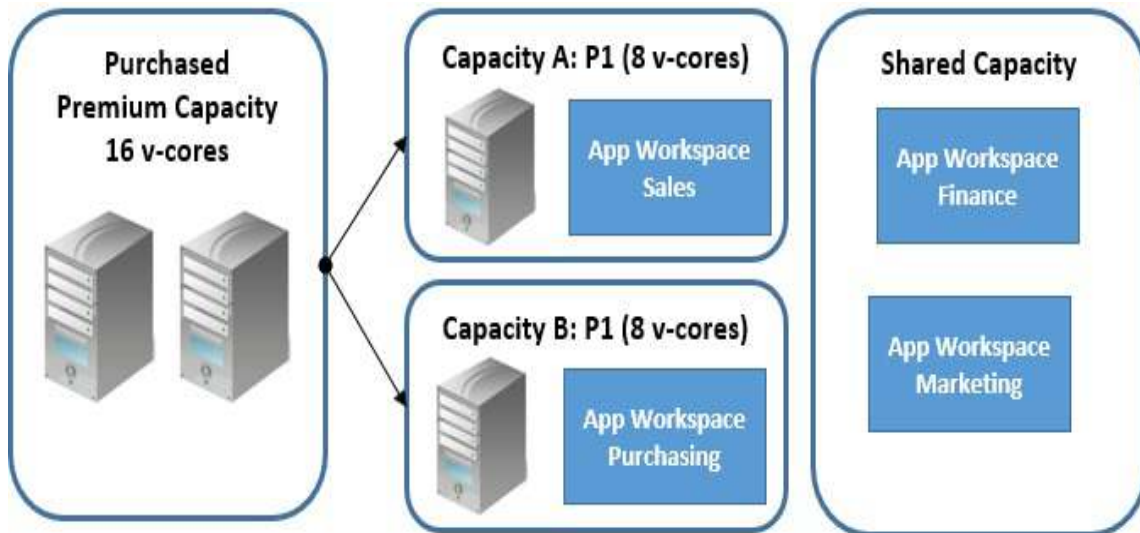 Purchased
Premium Capacity
16 v-cores
Capacity A: P1 (8 v-cores)
App Workspace
Sales
Capacity B: P1 (8 v-cores)
App Workspace
Purchasing
Shared Capacity
App Workspace
Finance
App Workspace
Marketing